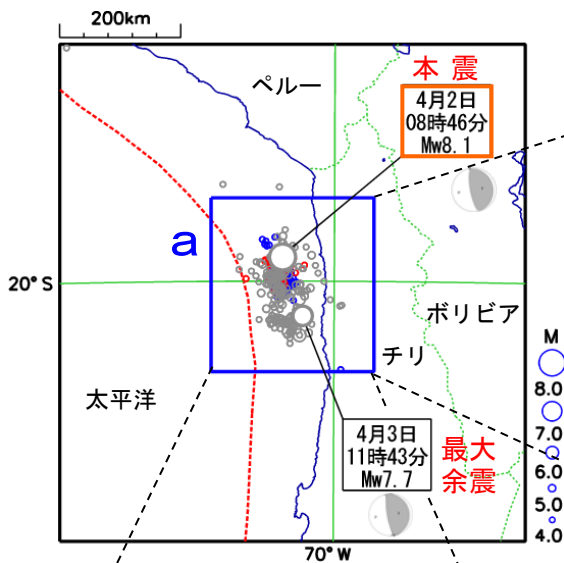 200km
ペルー
本震
4月2日
08時46分
Mw8.1
a
20°S
ボリビア
チリ
太平洋
4月3日
11時43分
Mw7.7
最大
余震
M
8.0
7.0
6.0
5.0
4.0
70°W